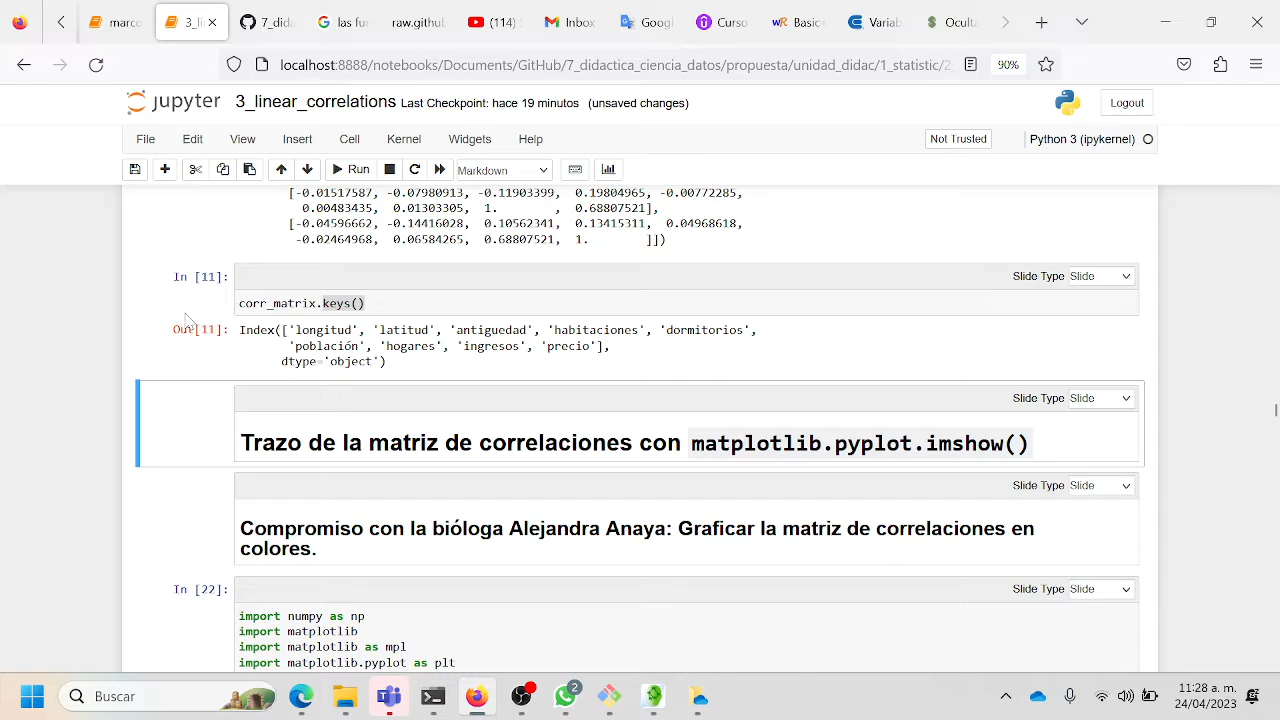 marco
3_li
7_did
las fu
raw.githu
(114)
Inbox
Googl
Curso
wR Basics
Variab
Oculta
localhost:8888/notebooks/Documents/GitHub/7_didactica_ciencia_datos/propuesta/unidad_didac/1_statistic/2_
90%
jupyter 3_linear_correlations Last Checkpoint: hace 19 minutos (unsaved changes)
Logout
File Edit View Insert Cell Kernel Widgets Help
Not Trusted
Python 3 (ipykernel)
Run
Markdown
[-0.01517587, -0.07980913, -0.11903399, 0.19804965, -0.00772285,
0.00483435, 0.01303305, 1. , 0.68807521],
[-0.04596662, -0.14416028, 0.10562341, 0.13415311, 0.04968618,
-0.02464968, 0.06584265, 0.68807521, 1. ]])
In [11]:
Slide Type Slide
corr_matrix.keys()
Out[11]: Index(['longitud', 'latitud', 'antiguedad', 'habitaciones', 'dormitorios',
'población', 'hogares', 'ingresos', 'precio'],
dtype='object')
Slide Type Slide
Trazo de la matriz de correlaciones con matplotlib.pyplot.imshow()
Slide Type Slide
Compromiso con la bióloga Alejandra Anaya: Graficar la matriz de correlaciones en
colores.
In [22]:
Slide Type Slide
import numpy as np
import matplotlib
import matplotlib as mpl
import matplotlib.pyplot as plt
Buscar
2
11:28 a. m.
24/04/2023